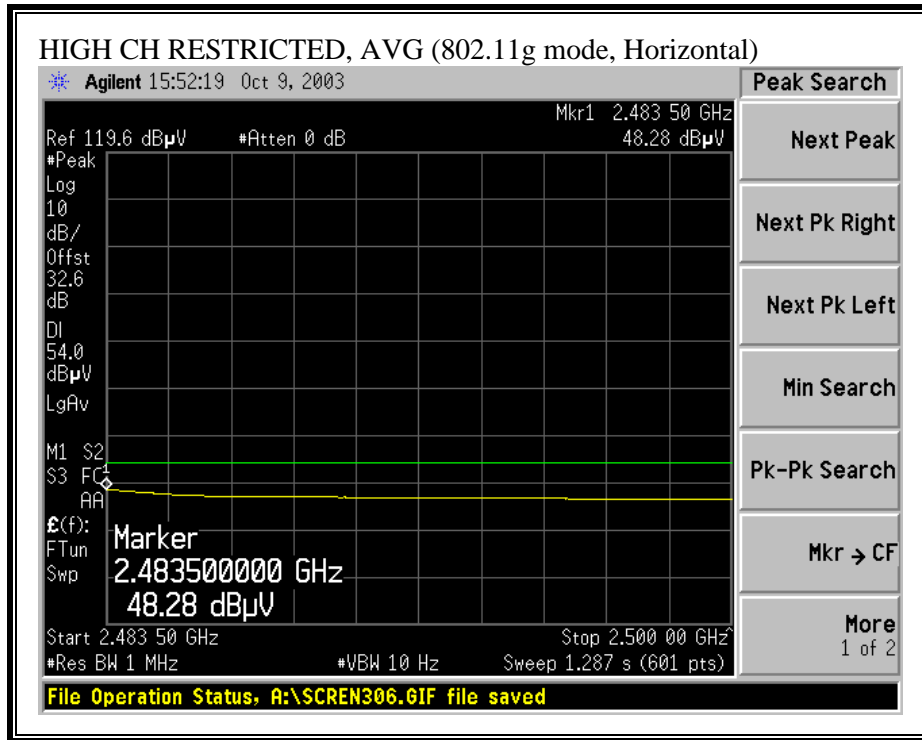 HIGH CH RESTRICTED, AVG (802.11g mode, Horizontal)
Agilent 15:52:19 Oct 9, 2003
Peak Search
Mkr1 2.483 50 GHz
Ref 119.6 dBµV #Atten 0 dB 48.28 dBµV
#Peak
Log
10
dB/
Offst
32.6
dB
DI
54.0
dBµV
LgAv
M1 S2
S3 FC
AA
£(f):
FTun
Swp
1
Marker
2.483500000 GHz
48.28 dBµV
Start 2.483 50 GHz Stop 2.500 00 GHz^
#Res BW 1 MHz #VBW 10 Hz Sweep 1.287 s (601 pts)
Next Peak
Next Pk Right
Next Pk Left
Min Search
Pk-Pk Search
Mkr → CF
More
1 of 2
File Operation Status, A:\SCREN306.GIF file saved